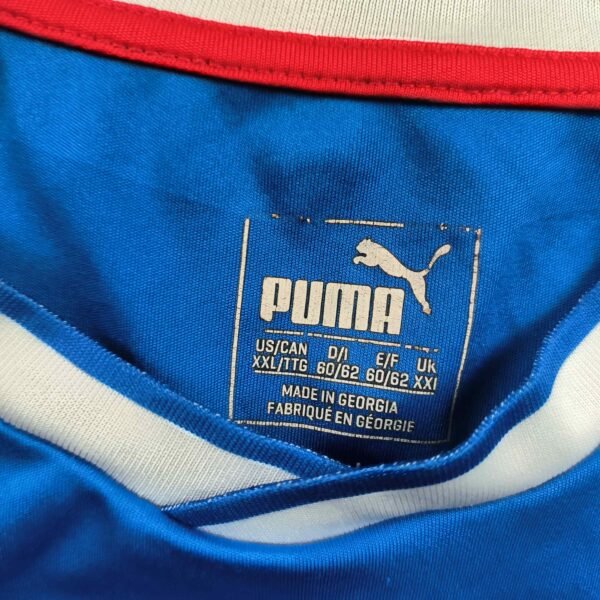 PUMA
US/CAN D/I E/F UK
XXL/TTG 60/62 60/62 XXL
MADE IN GEORGIA
FABRIQUÉ EN GÉORGIE